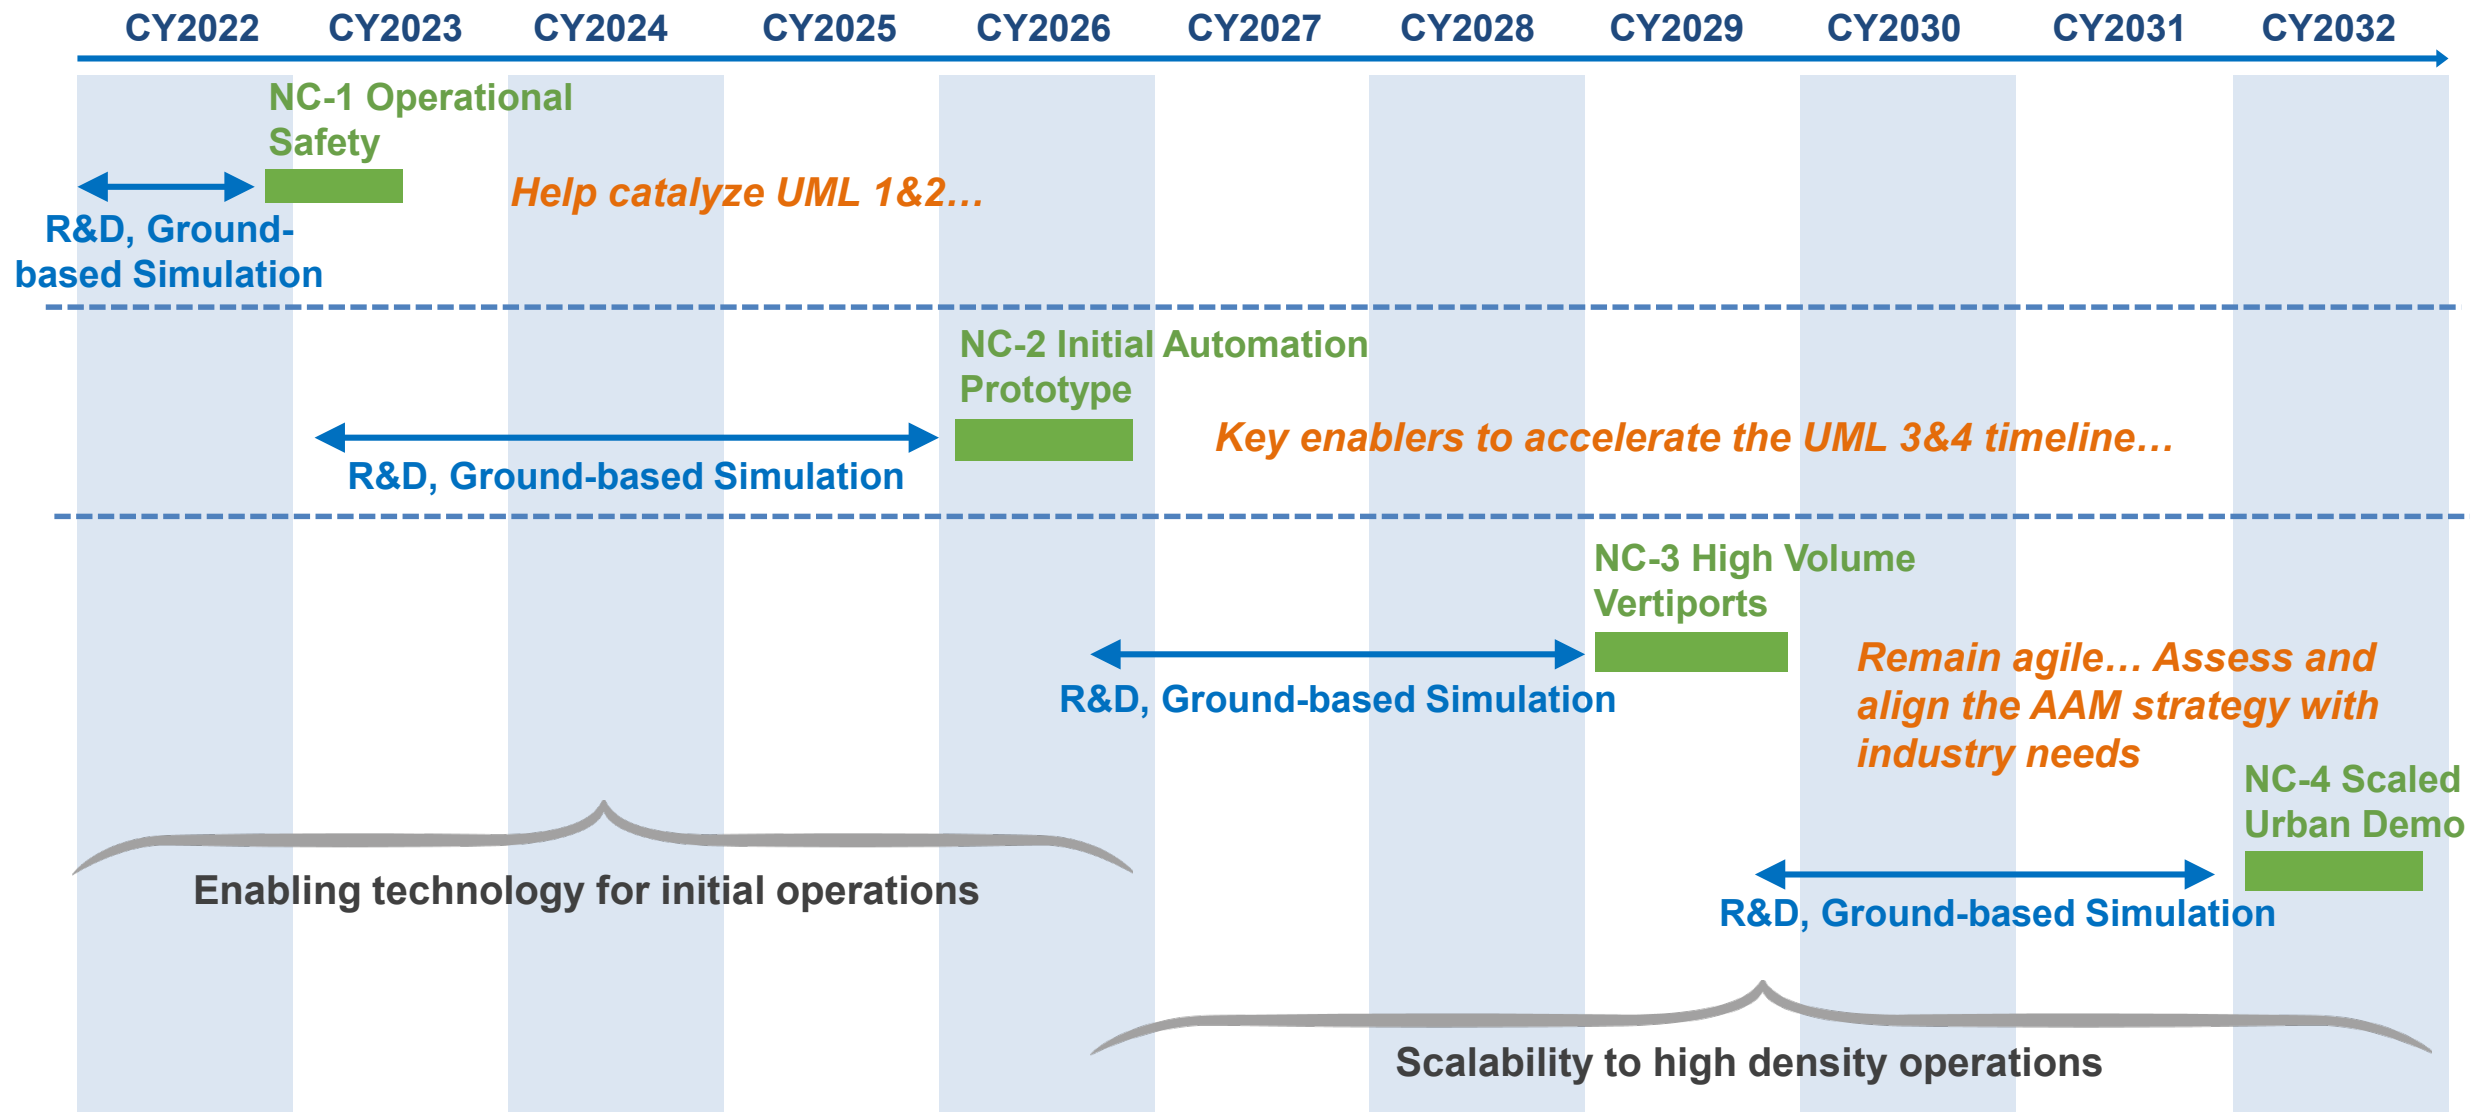 CY2022 CY2023 CY2024 CY2025 CY2026 CY2027 CY2028 CY2029 CY2030 CY2031 CY2032
NC-1 Operational
Safety
Help catalyze UML 1&2…
R&D, Ground-
based Simulation
NC-2 Initial Automation
Prototype
Key enablers to accelerate the UML 3&4 timeline…
R&D, Ground-based Simulation
NC-3 High Volume
Vertiports
R&D, Ground-based Simulation
Remain agile… Assess and
align the AAM strategy with
industry needs
NC-4 Scaled
Urban Demo
R&D, Ground-based Simulation
Enabling technology for initial operations
Scalability to high density operations